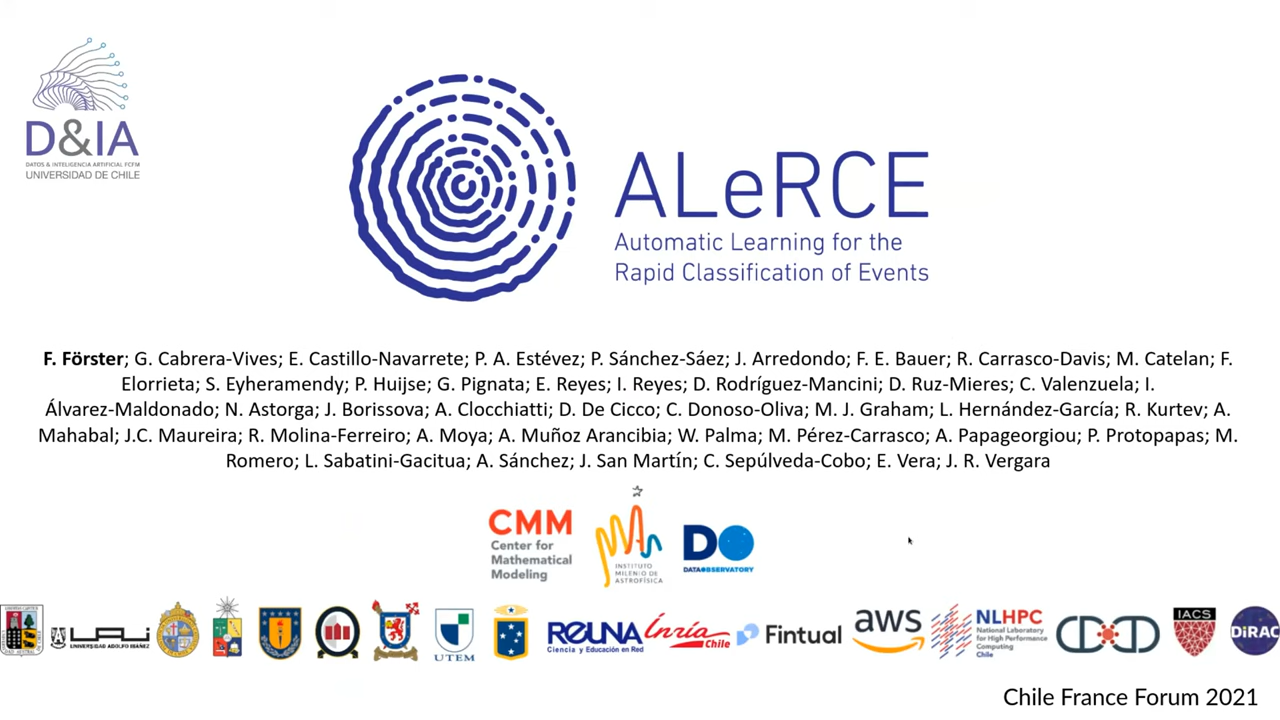 D&IA
DATOS & INTELIGENCIA ARTIFICIAL FCFM
UNIVERSIDAD DE CHILE
ALeRCE
Automatic Learning for the
Rapid Classification of Events
F. Förster; G. Cabrera-Vives; E. Castillo-Navarrete; P. A. Estévez; P. Sánchez-Sáez; J. Arredondo; F. E. Bauer; R. Carrasco-Davis; M. Catelan; F.
Elorrieta; S. Eyheramendy; P. Huijse; G. Pignata; E. Reyes; I. Reyes; D. Rodríguez-Mancini; D. Ruz-Mieres; C. Valenzuela; I.
Álvarez-Maldonado; N. Astorga; J. Borissova; A. Clocchiatti; D. De Cicco; C. Donoso-Oliva; M. J. Graham; L. Hernández-García; R. Kurtev; A.
Mahabal; J.C. Maureira; R. Molina-Ferreiro; A. Moya; A. Muñoz Arancibia; W. Palma; M. Pérez-Carrasco; A. Papageorgiou; P. Protopapas; M.
Romero; L. Sabatini-Gacitua; A. Sánchez; J. San Martín; C. Sepúlveda-Cobo; E. Vera; J. R. Vergara
CMM
Center for
Mathematical
Modeling
INSTITUTO
MILENIO DE
ASTROFÍSICA
DO
DATA OBSERVATORY
UNIVERSIDAD ADOLFO IBÁÑEZ
UTEM
REUNA
Ciencia y Educación en Red
Inria
Chile
Fintual
aws
NLHPC
National Laboratory
for High Performance
Computing
Chile
IACS
DiRAC
Chile France Forum 2021